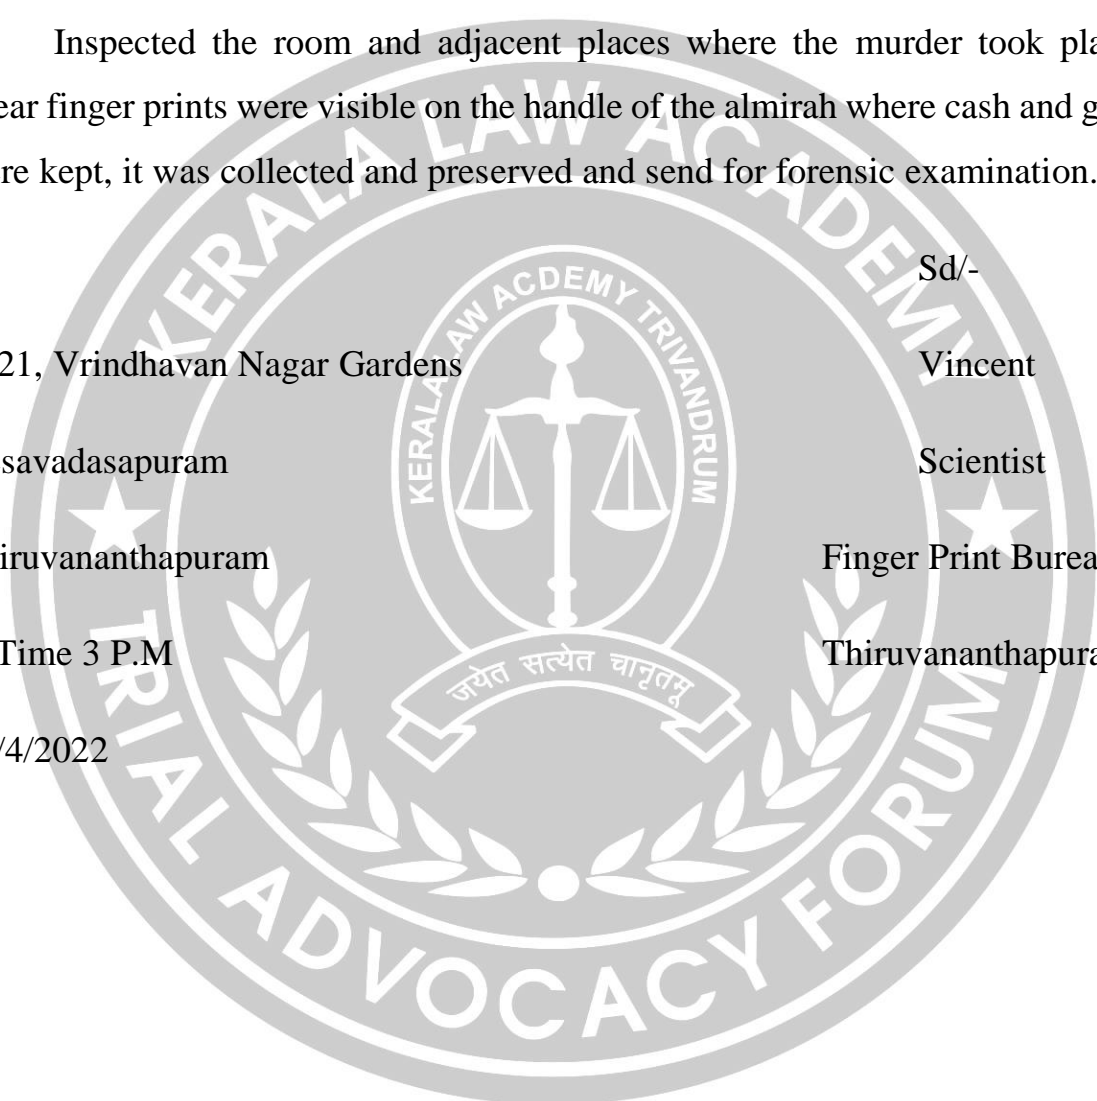 Inspected the room and adjacent places where the murder took pla
ear finger prints were visible on the handle of the almirah where cash and g
re kept, it was collected and preserved and send for forensic examination.
Sd/-
21, Vrindhavan Nagar Gardens Vincent
savadasapuram Scientist
iruvananthapuram Finger Print Burea
Time 3 P.M Thiruvananthapura
/4/2022
KERALA LAW ACADEMY
TRIAL ADVOCACY FORUM
KERALA LAW ACDEMY TRIVANDRUM
जयेत सत्येत चानृतमृ